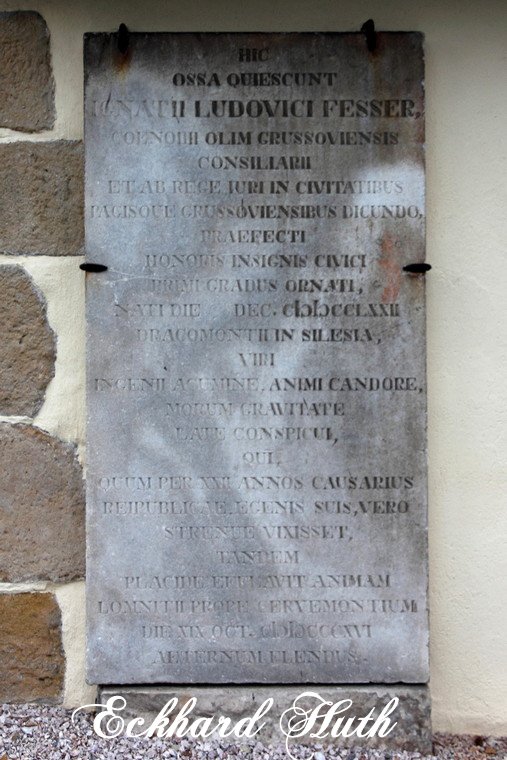 HIC
OSSA QUIESCUNT
IGNATII LUDOVICI FESSER,
COENOBII OLIM GRUSSOVIENSIS
CONSILIARII
ET AB REGE IURI IN CIVITATIBUS
PAGISQUE GRUSSOVIENSIBUS DICUNDO,
PRAEFECTI
HONORIS INSIGNIS CIVICI
PRIMI GRADUS ORNATI,
NATI DIE DEC. CIƆIƆCCLXXII
DRACOMONTII IN SILESIA,
VIRI
INGENII ACUMINE, ANIMI CANDORE,
MORUM GRAVITATE
LATE CONSPICUI,
QUI,
QUUM PER ANNOS CAUSARIUS
REIPUBLICAE, EGENIS SUIS, VERO
STRENUE VIXISSET,
TANDEM
PLACIDE EFFLAVIT ANIMAM
LOMNITII PROPE CERVEMONTIUM
DIE XIX OCT. CIƆIƆCCCXVI
AETERNUM FLENDUS.
Eckhard Huth